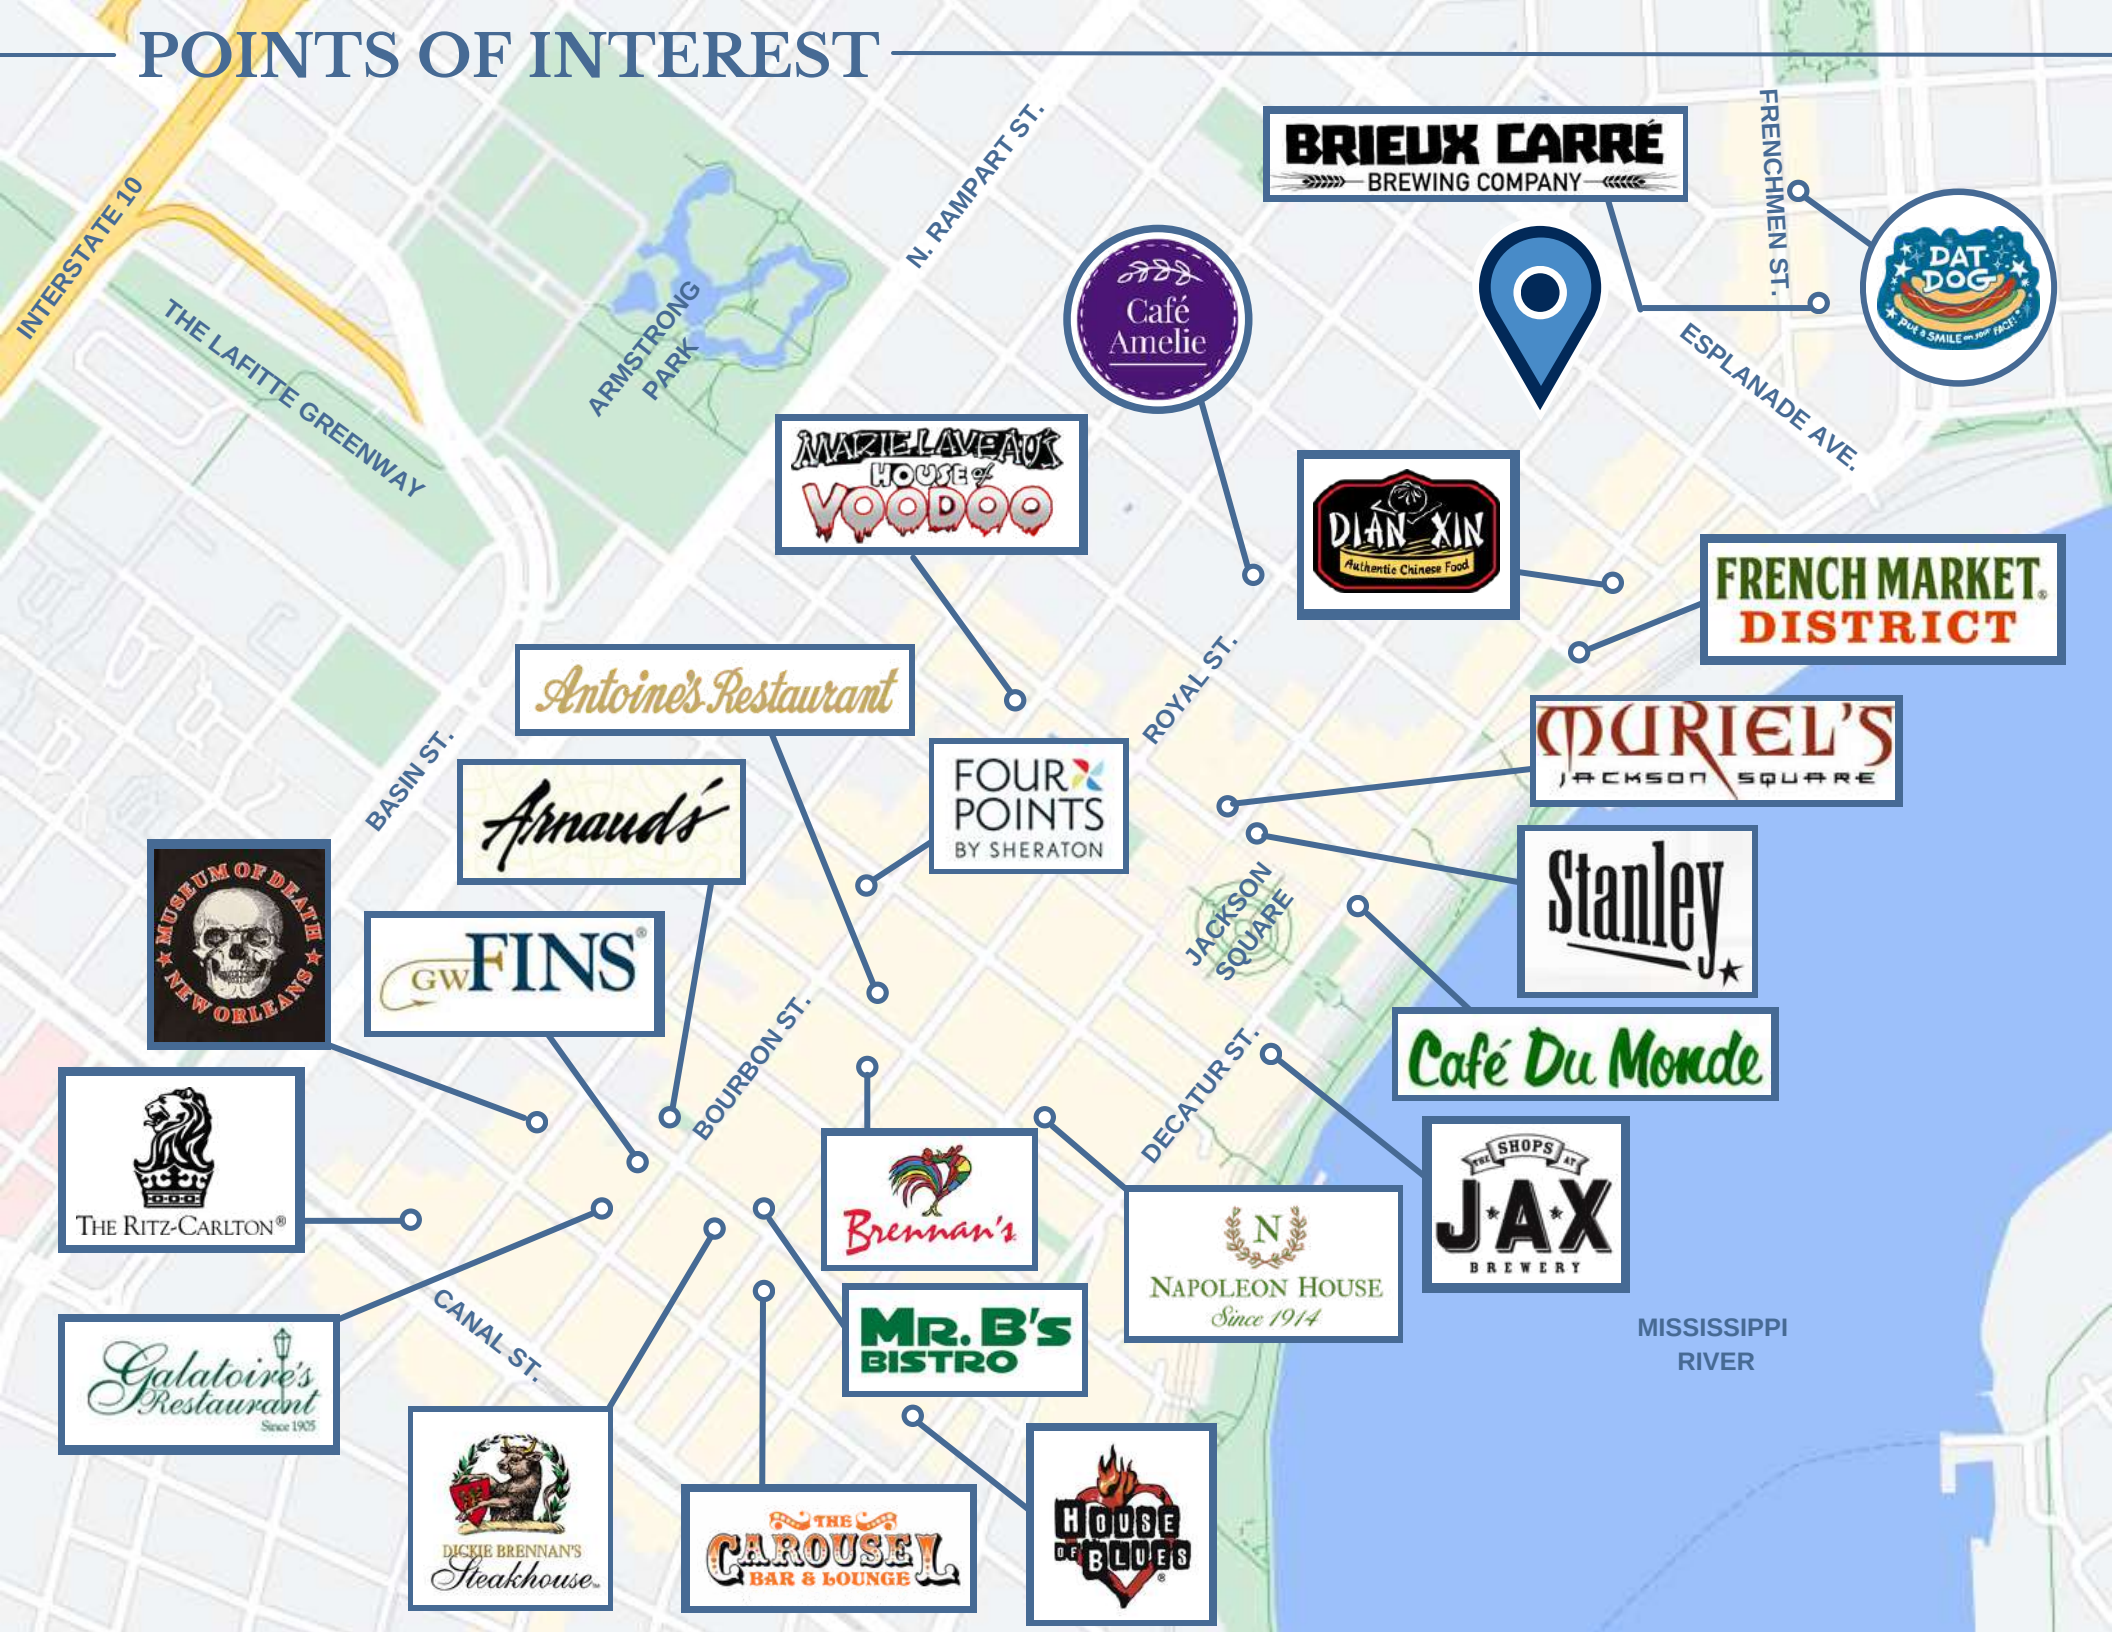 POINTS OF INTEREST
INTERSTATE 10
THE LAFITTE GREENWAY
ARMSTRONG
PARK
N. RAMPART ST.
BRIEUX CARRÉ
BREWING COMPANY
FRENCHMEN ST.
DAT
DOG
PUT a SMILE on your FACE!
Café
Amelie
ESPLANADE AVE.
MARIE LAVEAU'S
HOUSE of
VOODOO
DIAN XIN
Authentic Chinese Food
FRENCH MARKET®
DISTRICT
Antoine's Restaurant
ROYAL ST.
BASIN ST.
MURIEL'S
JACKSON SQUARE
Arnaud's
FOUR
POINTS
BY SHERATON
Stanley
MUSEUM OF DEATH
NEW ORLEANS
GW FINS®
JACKSON
SQUARE
BOURBON ST.
DECATUR ST.
Café Du Monde
THE RITZ-CARLTON®
Brennan's
THE SHOPS AT
JAX
BREWERY
N
NAPOLEON HOUSE
Since 1914
CANAL ST.
Galatoire's
Restaurant
Since 1905
MR. B's
BISTRO
MISSISSIPPI
RIVER
DICKIE BRENNAN'S
Steakhouse
THE
CAROUSEL
BAR & LOUNGE
HOUSE
OF BLUES®